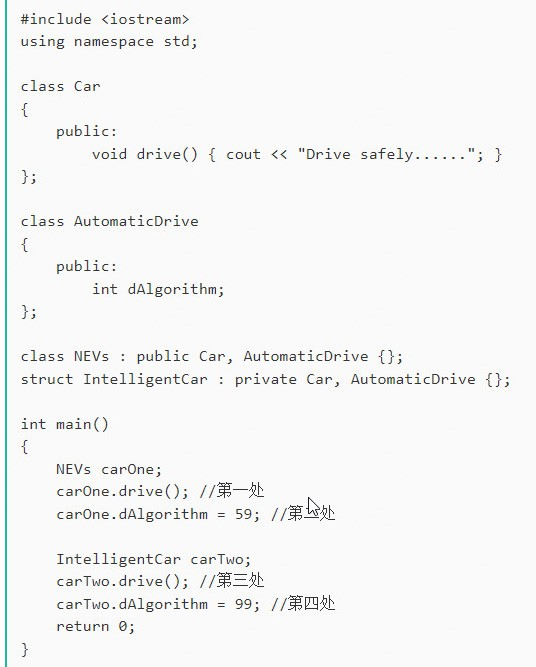 #include <iostream>
using namespace std;
class Car
{
public:
void drive() { cout << "Drive safely......"; }
};
class AutomaticDrive
{
public:
int dAlgorithm;
};
class NEVs : public Car, AutomaticDrive {};
struct IntelligentCar : private Car, AutomaticDrive {};
int main()
{
NEVs carOne;
carOne.drive(); //第一处
carOne.dAlgorithm = 59; //第二处
IntelligentCar carTwo;
carTwo.drive(); //第三处
carTwo.dAlgorithm = 99; //第四处
return 0;
}